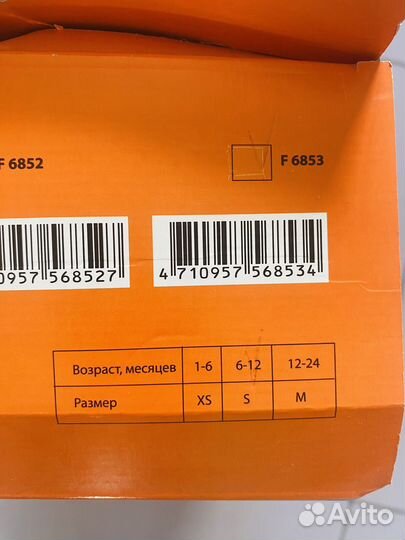 F 6852 F 6853
0957 568527 4 710957 568534
Возраст, месяцев 1-6 6-12 12-24
Размер XS S M
Avito